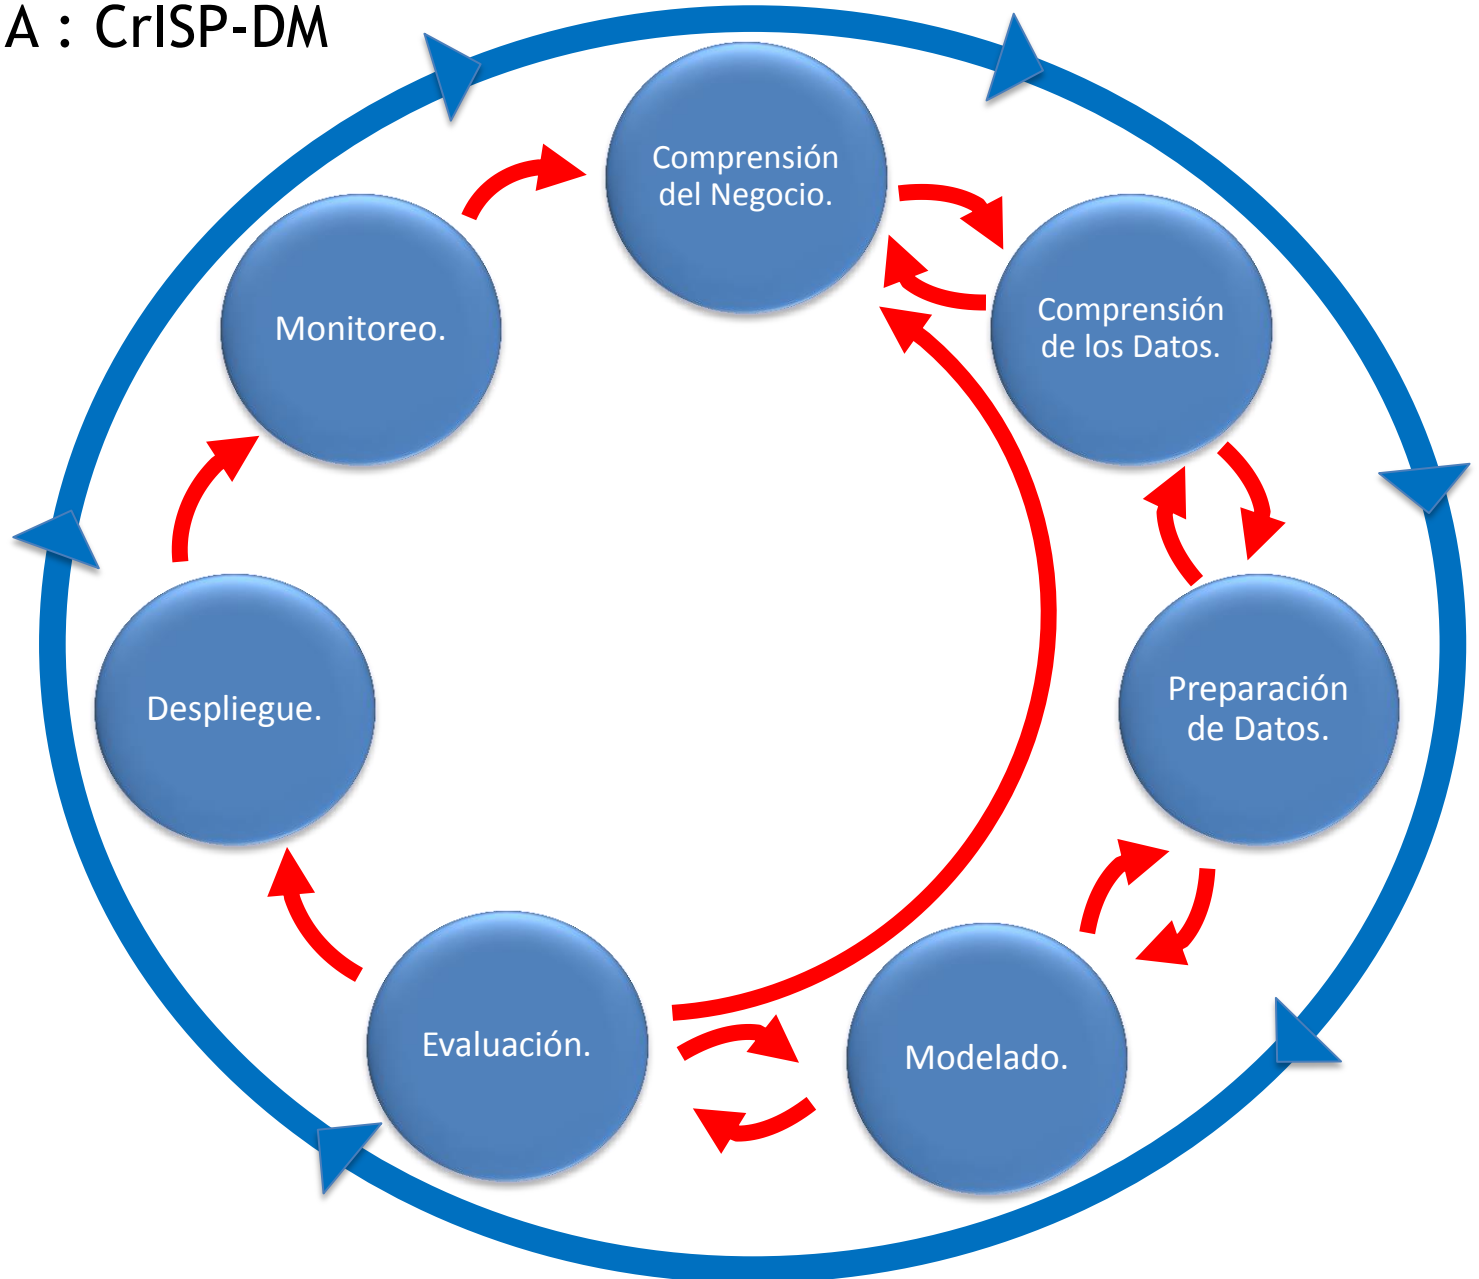 A : CrISP-DM
Comprensión
del Negocio.
Comprensión
de los Datos.
Preparación
de Datos.
Modelado.
Evaluación.
Despliegue.
Monitoreo.